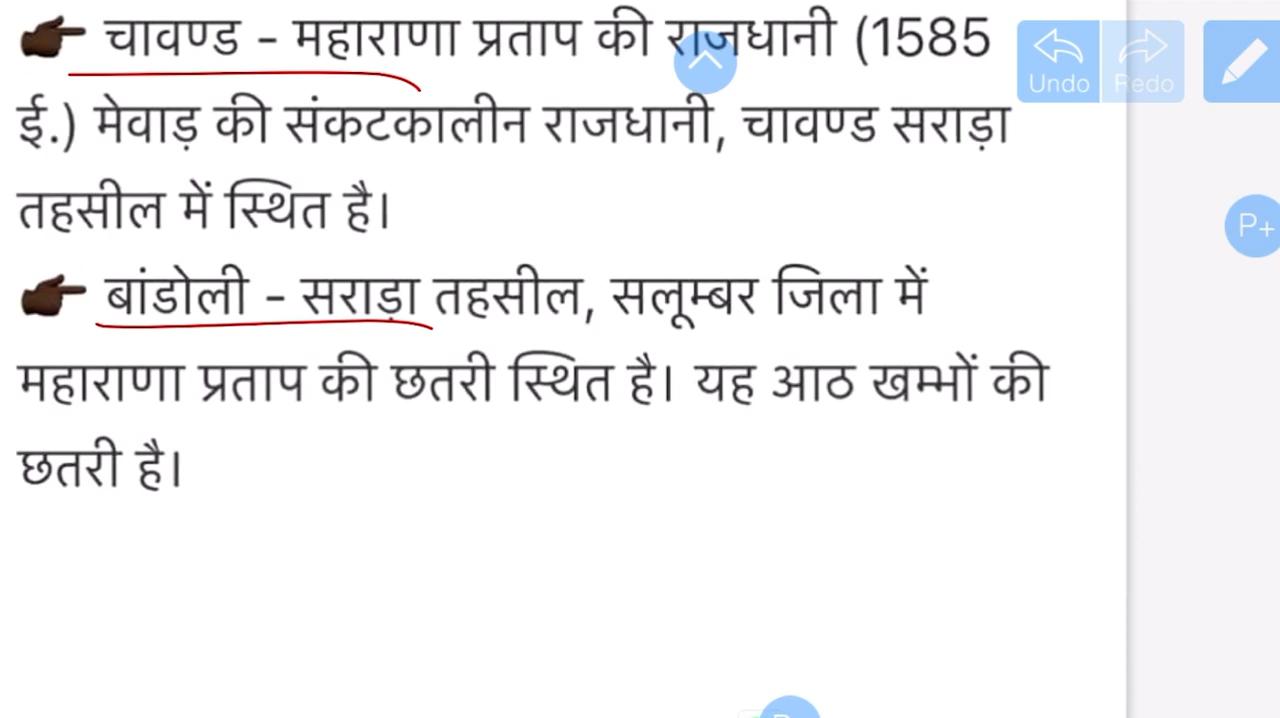 👉🏿 चावण्ड - महाराणा प्रताप की राजधानी (1585
ई.) मेवाड़ की संकटकालीन राजधानी, चावण्ड सराड़ा
तहसील में स्थित है।
👉🏿 बांडोली - सराड़ा तहसील, सलूम्बर जिला में
महाराणा प्रताप की छतरी स्थित है। यह आठ खम्भों की
छतरी है।
Undo
Redo
P+